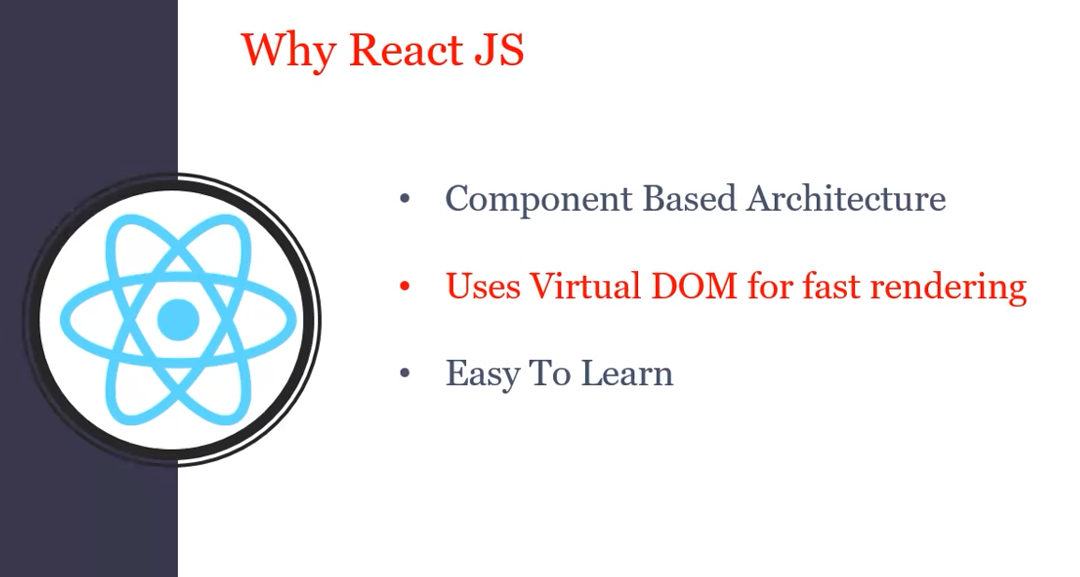 Why React JS
• Component Based Architecture
• Uses Virtual DOM for fast rendering
• Easy To Learn